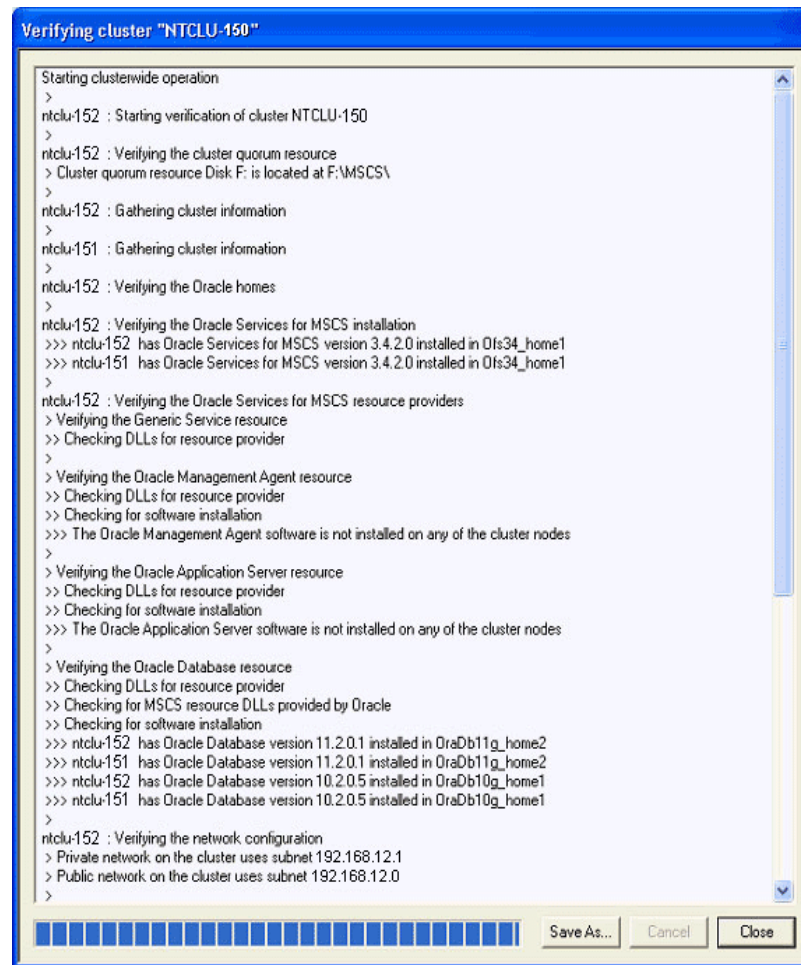 Verifying cluster "NTCLU-150"
Starting clusterwide operation
>
ntclu-152 : Starting verification of cluster NTCLU-150
>
ntclu-152 : Verifying the cluster quorum resource
> Cluster quorum resource Disk F: is located at F:\MSCS\
>
ntclu-152 : Gathering cluster information
>
ntclu-151 : Gathering cluster information
>
ntclu-152 : Verifying the Oracle homes
>
ntclu-152 : Verifying the Oracle Services for MSCS installation
>>> ntclu-152 has Oracle Services for MSCS version 3.4.2.0 installed in Ofs34_home1
>>> ntclu-151 has Oracle Services for MSCS version 3.4.2.0 installed in Ofs34_home1
>
ntclu-152 : Verifying the Oracle Services for MSCS resource providers
> Verifying the Generic Service resource
>> Checking DLLs for resource provider
>
> Verifying the Oracle Management Agent resource
>> Checking DLLs for resource provider
>> Checking for software installation
>>> The Oracle Management Agent software is not installed on any of the cluster nodes
>
> Verifying the Oracle Application Server resource
>> Checking DLLs for resource provider
>> Checking for software installation
>>> The Oracle Application Server software is not installed on any of the cluster nodes
>
> Verifying the Oracle Database resource
>> Checking DLLs for resource provider
>> Checking for MSCS resource DLLs provided by Oracle
>> Checking for software installation
>>> ntclu-152 has Oracle Database version 11.2.0.1 installed in OraDb11g_home2
>>> ntclu-151 has Oracle Database version 11.2.0.1 installed in OraDb11g_home2
>>> ntclu-152 has Oracle Database version 10.2.0.5 installed in OraDb10g_home1
>>> ntclu-151 has Oracle Database version 10.2.0.5 installed in OraDb10g_home1
>
ntclu-152 : Verifying the network configuration
> Private network on the cluster uses subnet 192.168.12.1
> Public network on the cluster uses subnet 192.168.12.0
>
Save As... Cancel Close